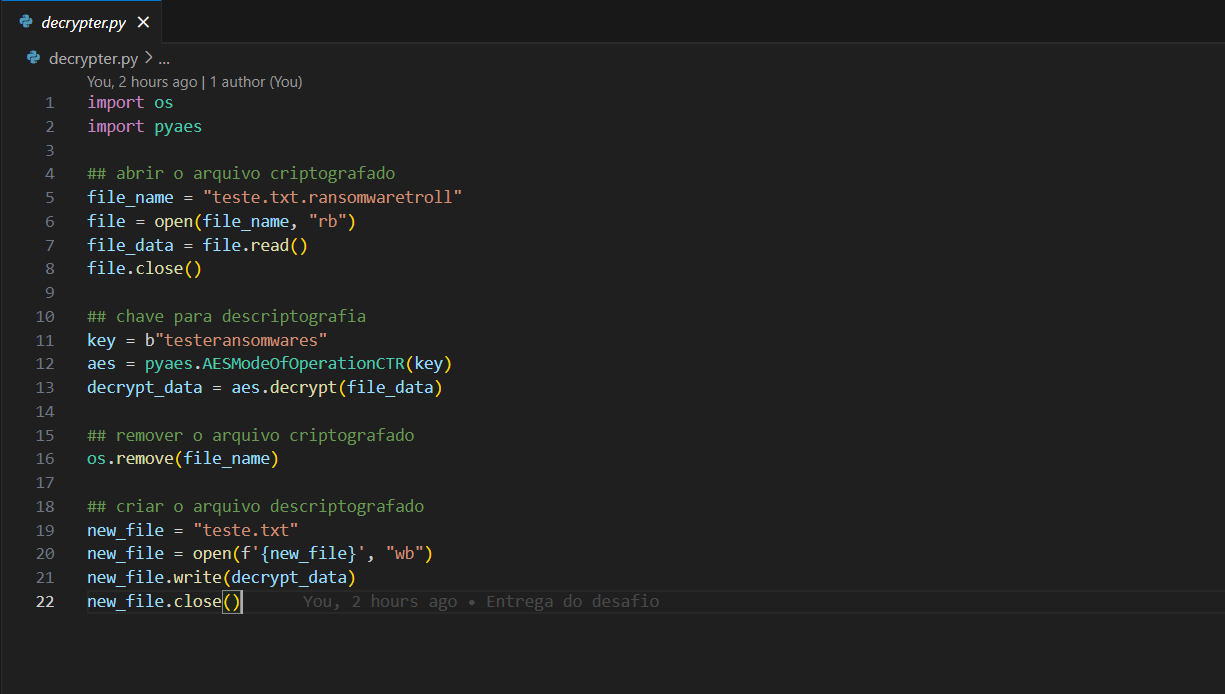 decrypter.py
decrypter.py > ...
You, 2 hours ago | 1 author (You)
1 import os
2 import pyaes
3
4 ## abrir o arquivo criptografado
5 file_name = "teste.txt.ransomwaretroll"
6 file = open(file_name, "rb")
7 file_data = file.read()
8 file.close()
9
10 ## chave para descriptografia
11 key = b"testeransomwares"
12 aes = pyaes.AESModeOfOperationCTR(key)
13 decrypt_data = aes.decrypt(file_data)
14
15 ## remover o arquivo criptografado
16 os.remove(file_name)
17
18 ## criar o arquivo descriptografado
19 new_file = "teste.txt"
20 new_file = open(f'{new_file}', "wb")
21 new_file.write(decrypt_data)
22 new_file.close() You, 2 hours ago • Entrega do desafio